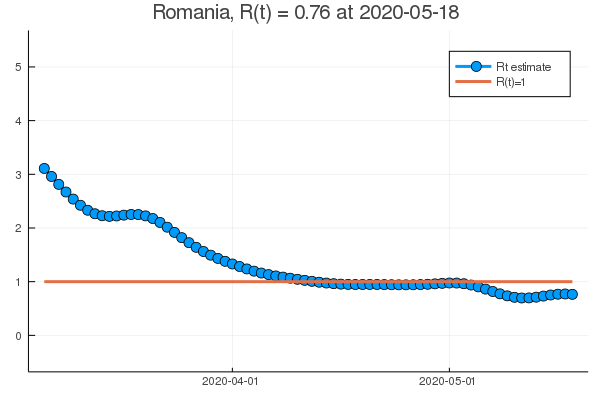 Romania, R(t) = 0.76 at 2020-05-18
5
4
3
2
1
0
Rt estimate
R(t)=1
2020-04-01
2020-05-01